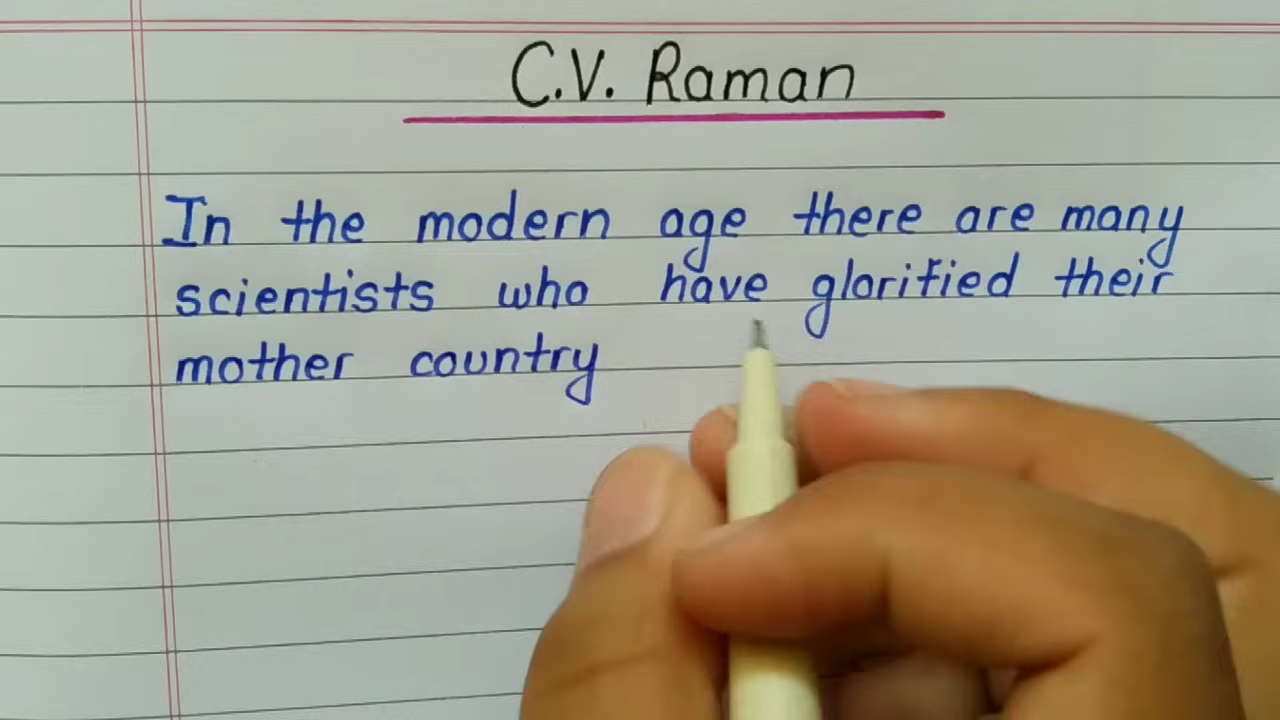 C.V. Raman
In the modern age there are many
scientists who have glorified their
mother country